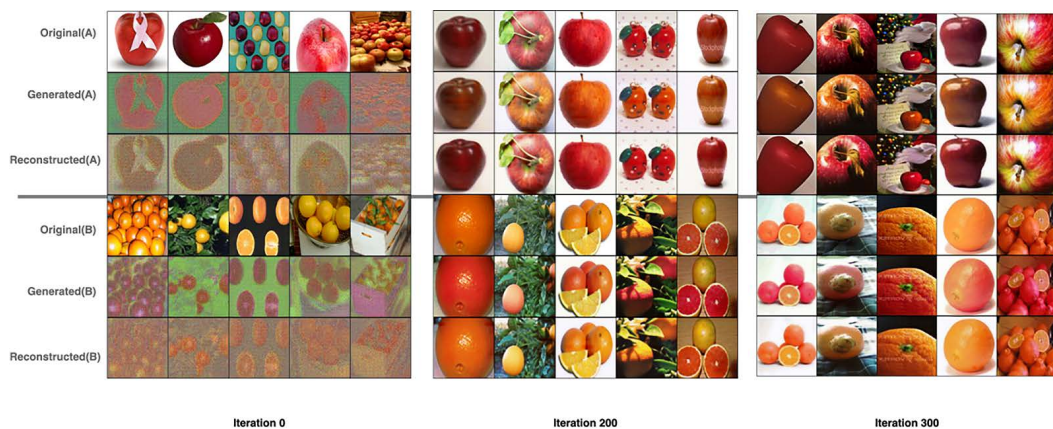 Original(A)
Generated(A)
Reconstructed(A)
Original(B)
Generated(B)
Reconstructed(B)
Iteration 0
Iteration 200
Iteration 300